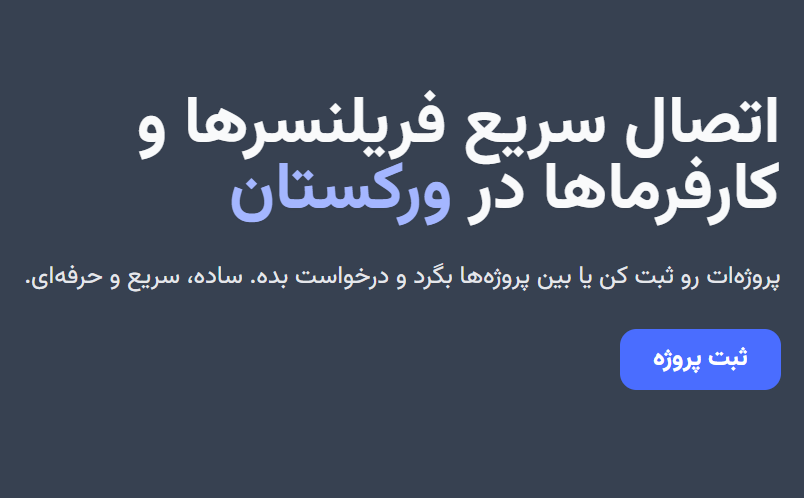 اتصال سریع فریلنسرها و
کارفرماها در ورکستان
پروژه‌ات رو ثبت کن یا بین پروژه‌ها بگرد و درخواست بده. ساده، سریع و حرفه‌ای.
ثبت پروژه